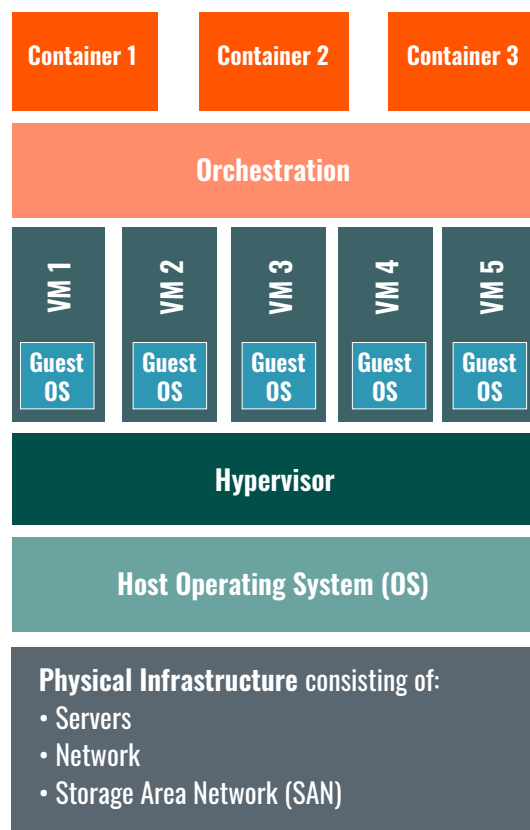 Container 1
Container 2
Container 3
Orchestration
VM 1
VM 2
VM 3
VM 4
VM 5
Guest
OS
Guest
OS
Guest
OS
Guest
OS
Guest
OS
Hypervisor
Host Operating System (OS)
Physical Infrastructure consisting of:
• Servers
• Network
• Storage Area Network (SAN)